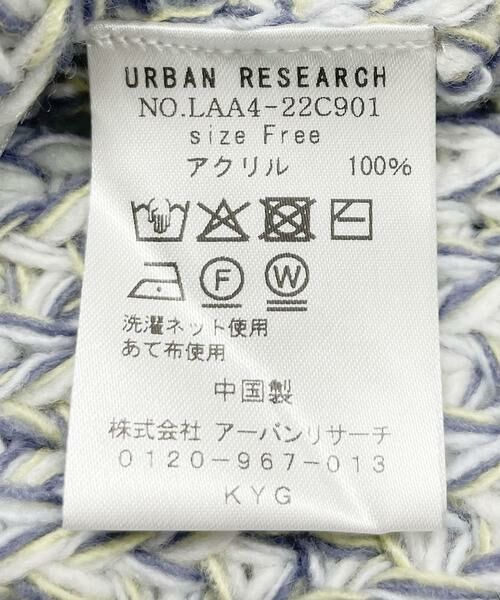 URBAN RESEARCH
NO.LAA4-22C901
size Free
アクリル 100%
F W
洗濯ネット使用
あて布使用
中国製
株式会社 アーバンリサーチ
0120-967-013
KYG